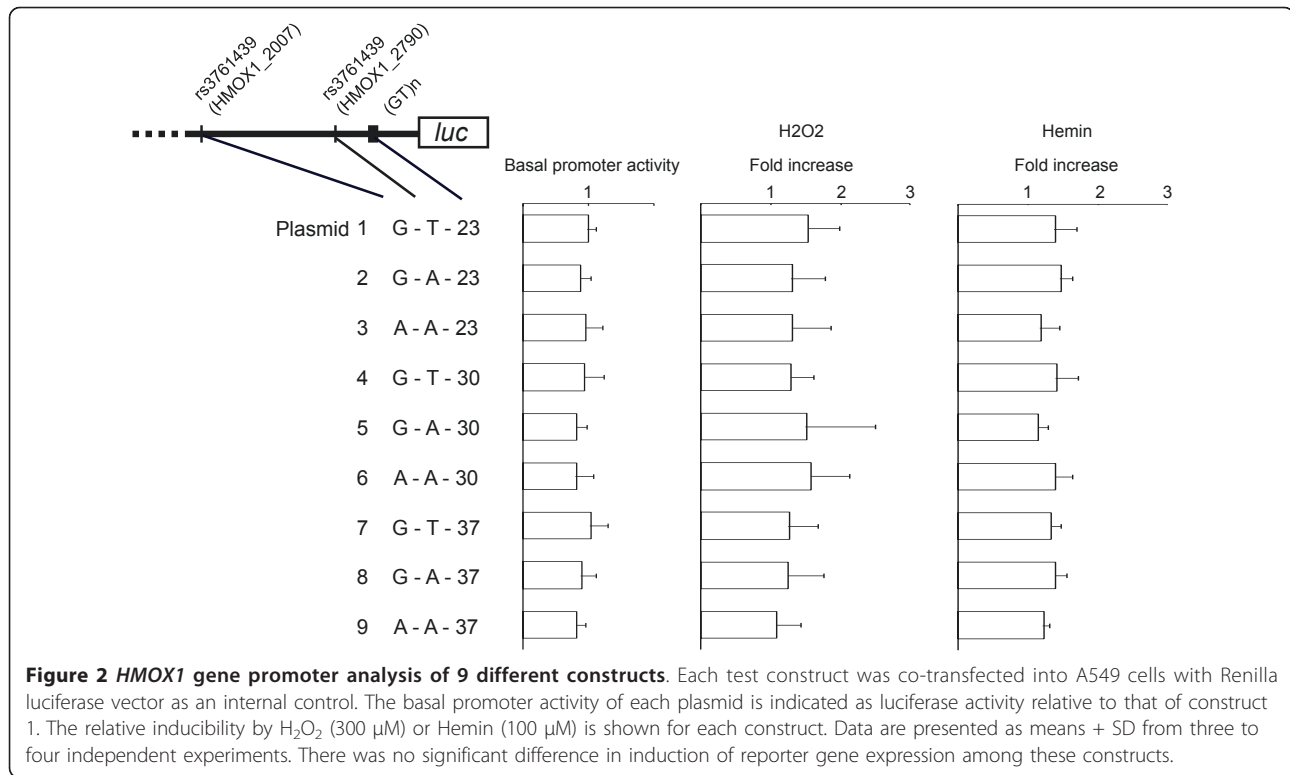 rs3761439
(HMOX1_2007)
rs3761439
(HMOX1_2790)
(GT)n
luc
H2O2
Hemin
Basal promoter activity
Fold increase
Fold increase
1
1 2 3
1 2 3
Plasmid 1 G - T - 23
2 G - A - 23
3 A - A - 23
4 G - T - 30
5 G - A - 30
6 A - A - 30
7 G - T - 37
8 G - A - 37
9 A - A - 37
Figure 2 HMOX1 gene promoter analysis of 9 different constructs. Each test construct was co-transfected into A549 cells with Renilla
luciferase vector as an internal control. The basal promoter activity of each plasmid is indicated as luciferase activity relative to that of construct
1. The relative inducibility by H₂O₂ (300 μM) or Hemin (100 μM) is shown for each construct. Data are presented as means + SD from three to
four independent experiments. There was no significant difference in induction of reporter gene expression among these constructs.